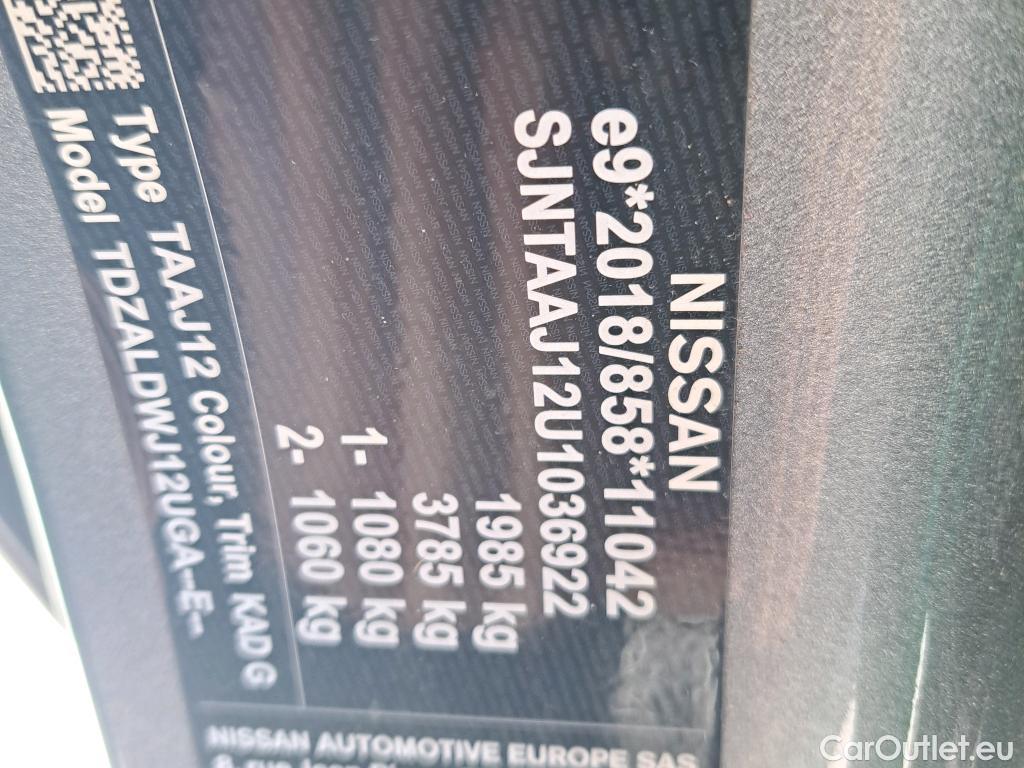 NISSAN
e9*2018/858*11042
SJNTAAJ12U1036922
1985 kg
3785 kg
1- 1080 kg
2- 1060 kg
Type TAAJ12 Colour, Trim KAD G
Model TDZALDWJ12UGA-E--
NISSAN AUTOMOTIVE EUROPE SAS
CarOutlet.eu